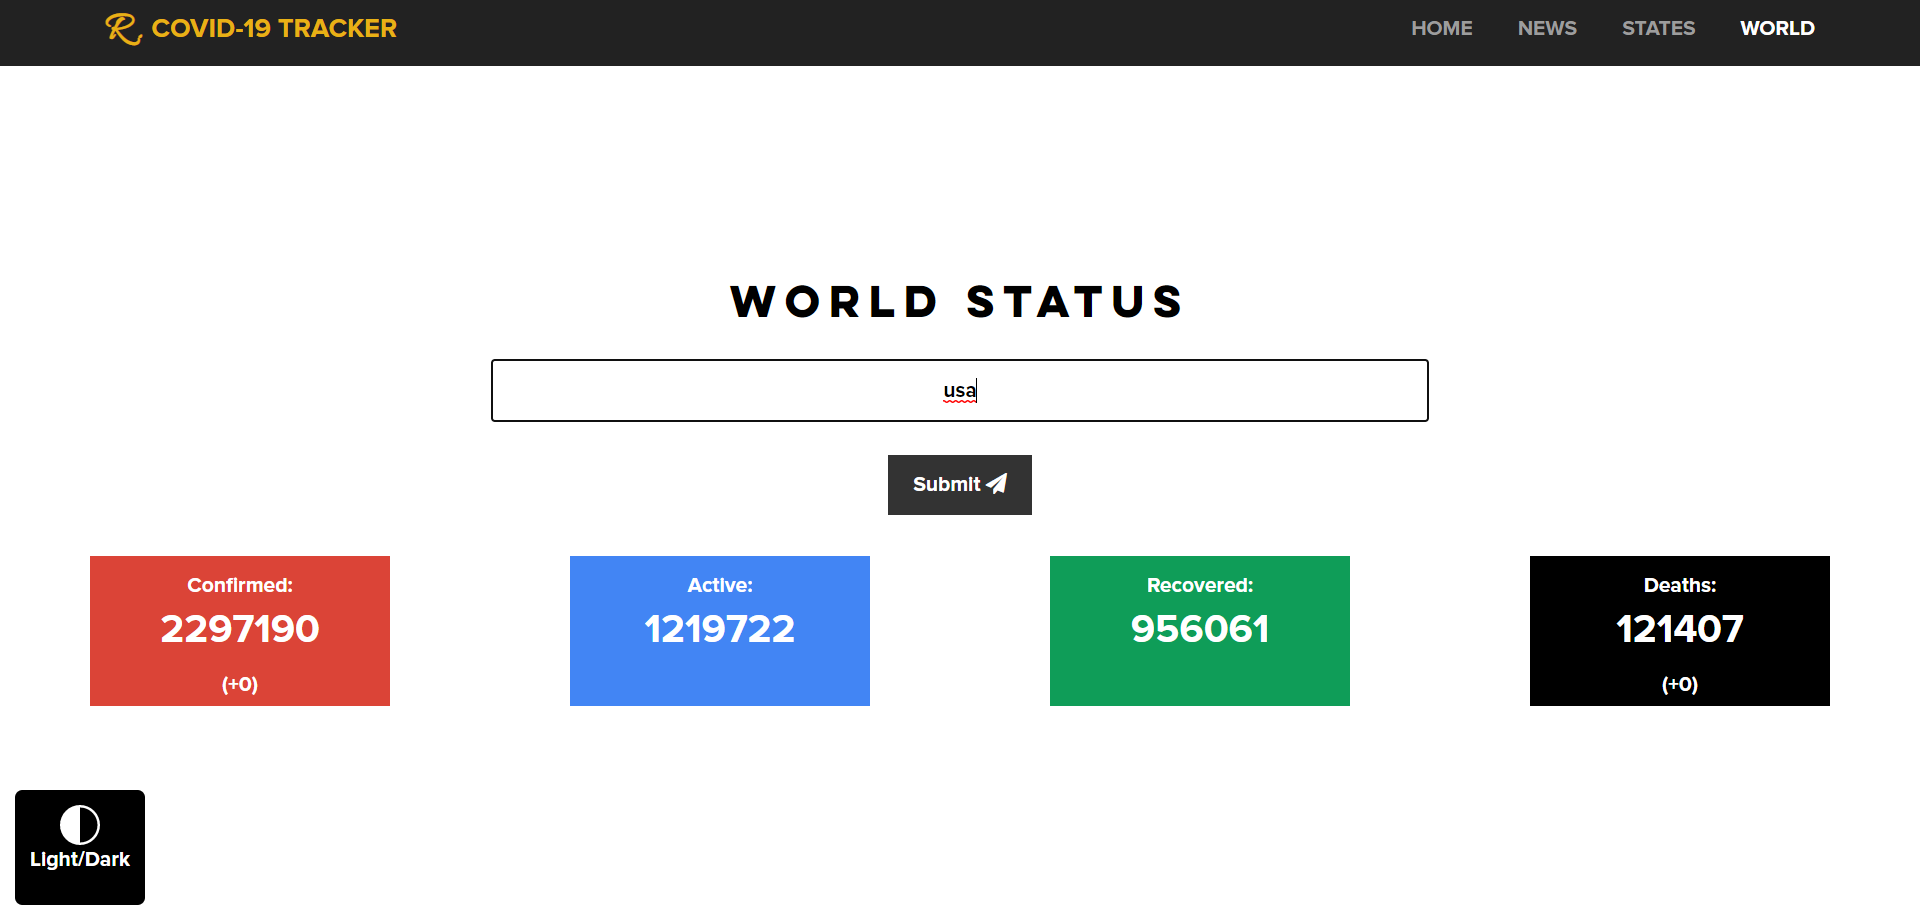 R COVID-19 TRACKER
HOME NEWS STATES WORLD
WORLD STATUS
usa
Submit
Confirmed:
2297190
(+0)
Active:
1219722
Recovered:
956061
Deaths:
121407
(+0)
Light/Dark